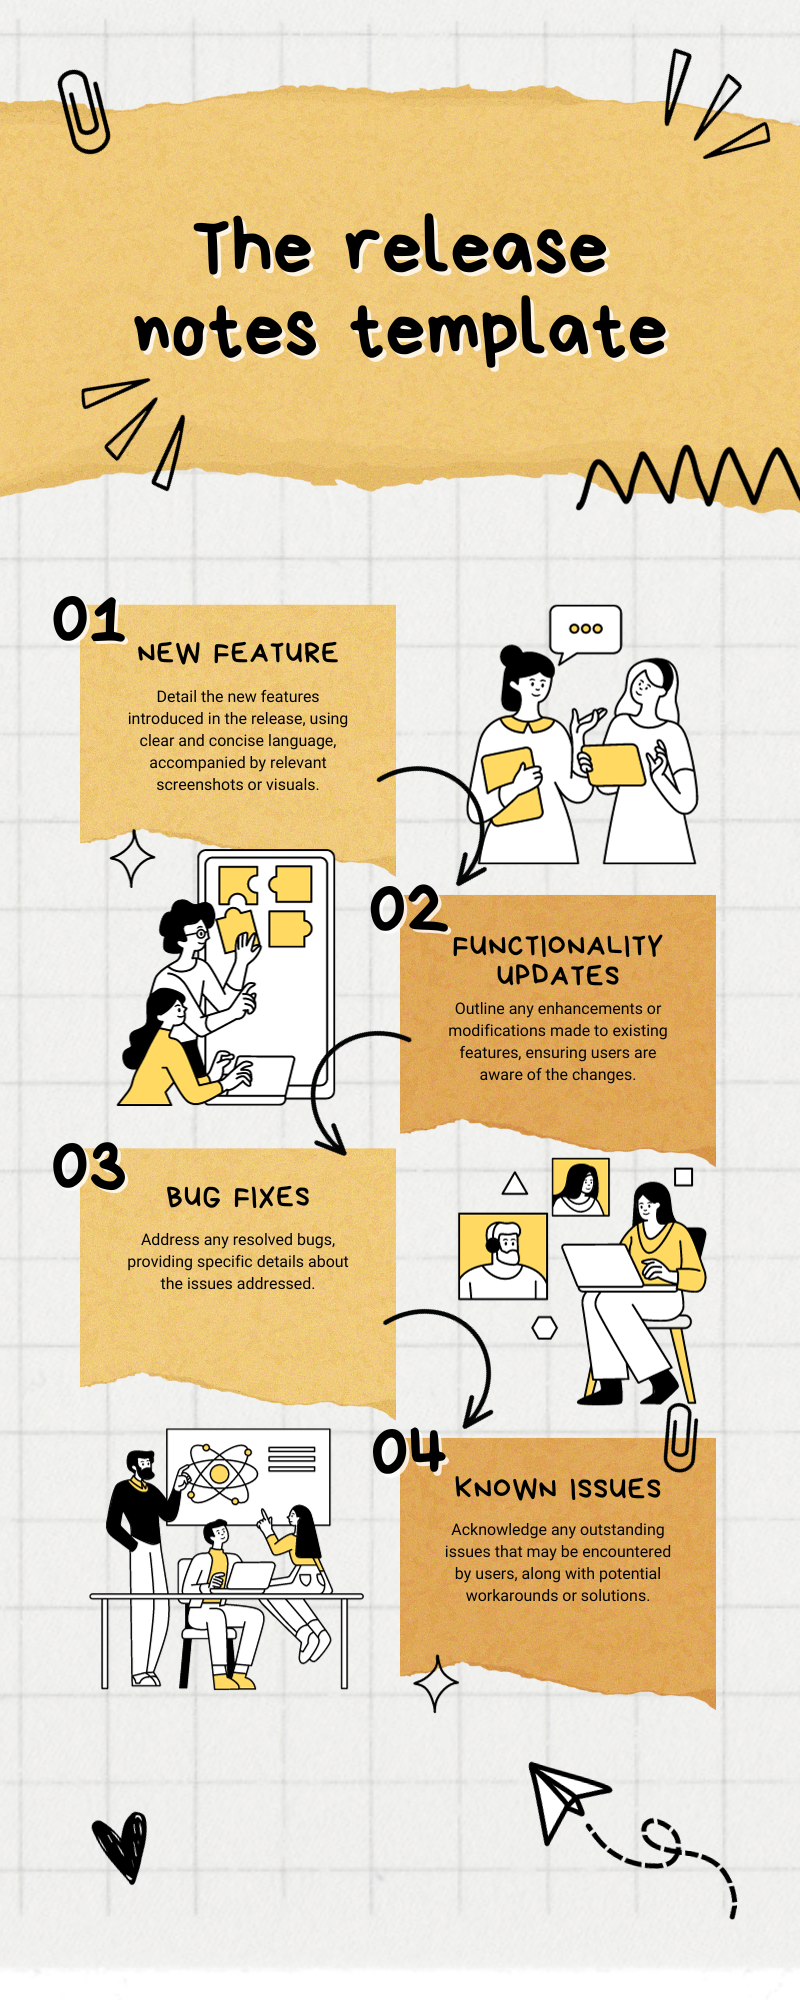 The release
notes template
01
NEW FEATURE
Detail the new features
introduced in the release, using
clear and concise language,
accompanied by relevant
screenshots or visuals.
02
FUNCTIONALITY
UPDATES
Outline any enhancements or
modifications made to existing
features, ensuring users are
aware of the changes.
03
BUG FIXES
Address any resolved bugs,
providing specific details about
the issues addressed.
04
KNOWN ISSUES
Acknowledge any outstanding
issues that may be encountered
by users, along with potential
workarounds or solutions.